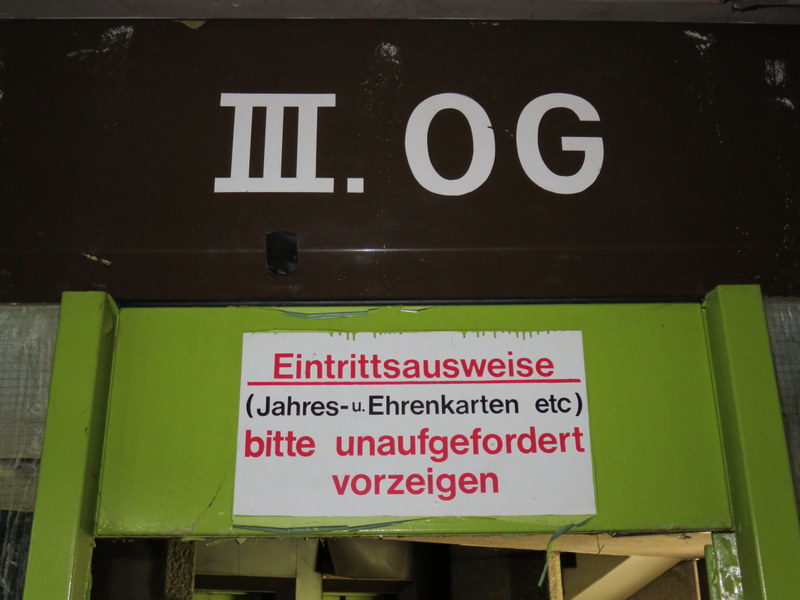 III. OG
Eintrittsausweise
(Jahres- u. Ehrenkarten etc)
bitte unaufgefordert
vorzeigen